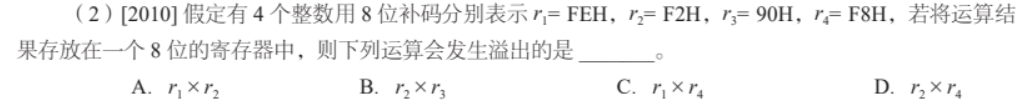 （2）[2010] 假定有 4 个整数用 8 位补码分别表示 r₁= FEH，r₂= F2H，r₃= 90H，r₄= F8H，若将运算结
果存放在一个 8 位的寄存器中，则下列运算会发生溢出的是 ______。
A. r₁ × r₂ B. r₂ × r₃ C. r₁ × r₄ D. r₂ × r₄